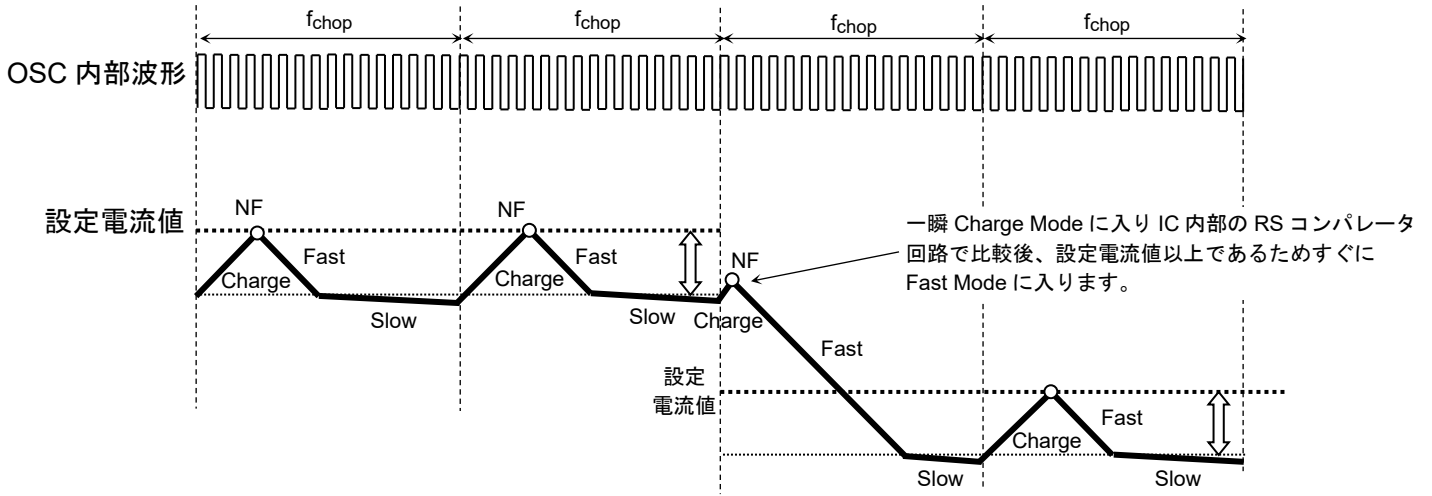 fchop
fchop
fchop
fchop
OSC 内部波形
設定電流値
NF
NF
NF
一瞬 Charge Mode に入り IC 内部の RS コンパレータ
回路で比較後、設定電流値以上であるためすぐに
Fast Mode に入ります。
Fast
Charge
Fast
Charge
Slow
Slow
Charge
Fast
設定
電流値
Fast
Charge
Slow
Slow